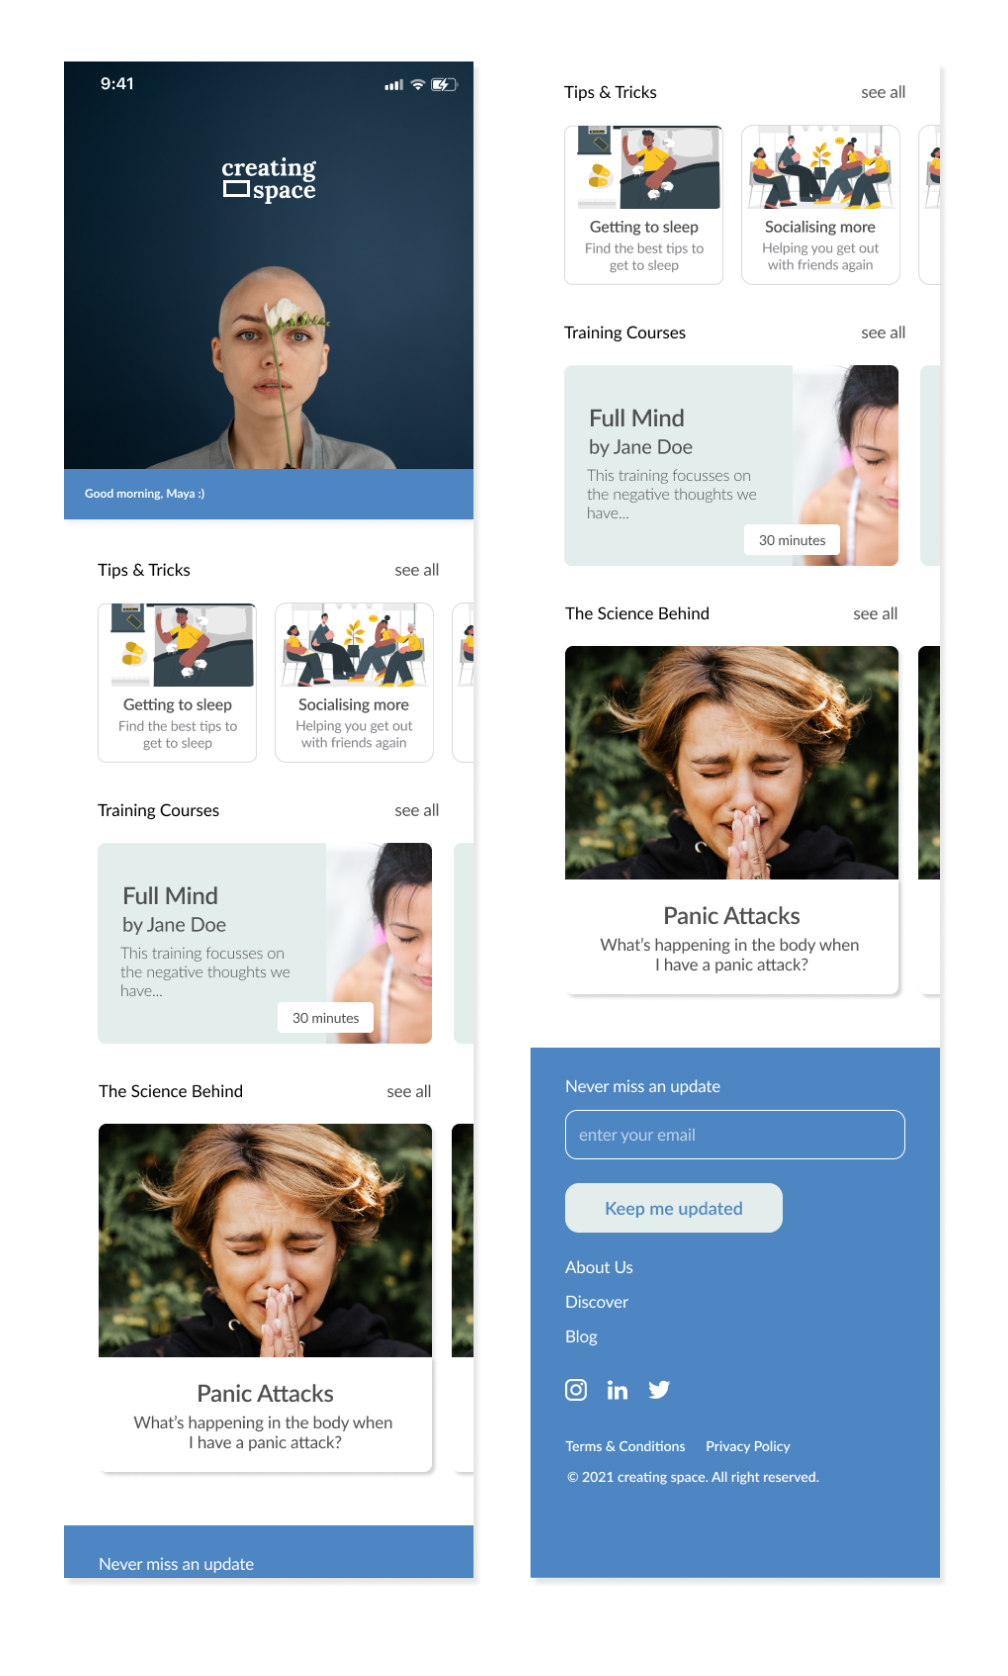 9:41
creating
space
Good morning, Maya :)
Tips & Tricks
see all
Getting to sleep
Find the best tips to
get to sleep
Socialising more
Helping you get out
with friends again
Training Courses
see all
Full Mind
by Jane Doe
This training focusses on
the negative thoughts we
have...
30 minutes
The Science Behind
see all
Panic Attacks
What's happening in the body when
I have a panic attack?
Never miss an update
Tips & Tricks
see all
Getting to sleep
Find the best tips to
get to sleep
Socialising more
Helping you get out
with friends again
Training Courses
see all
Full Mind
by Jane Doe
This training focusses on
the negative thoughts we
have...
30 minutes
The Science Behind
see all
Panic Attacks
What's happening in the body when
I have a panic attack?
Never miss an update
enter your email
Keep me updated
About Us
Discover
Blog
Terms & Conditions Privacy Policy
© 2021 creating space. All right reserved.